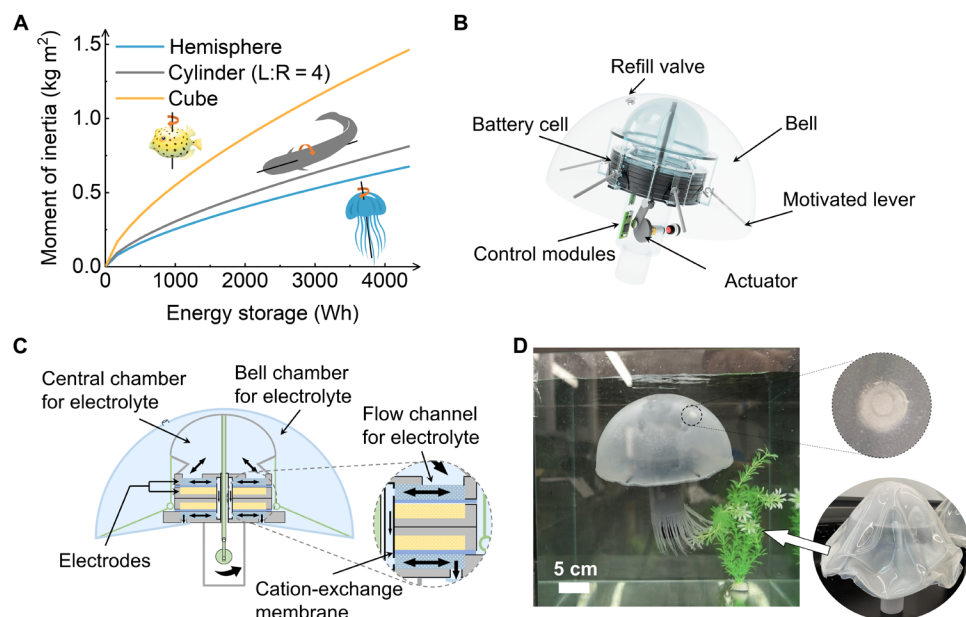 A
Moment of inertia (kg m²)
1.5
1.0
0.5
0.0
Hemisphere
Cylinder (L:R = 4)
Cube
0
1000
2000
3000
4000
Energy storage (Wh)
B
Refill valve
Battery cell
Bell
Motivated lever
Control modules
Actuator
C
Central chamber
for electrolyte
Bell chamber
for electrolyte
Flow channel
for electrolyte
Electrodes
Cation-exchange
membrane
D
5 cm